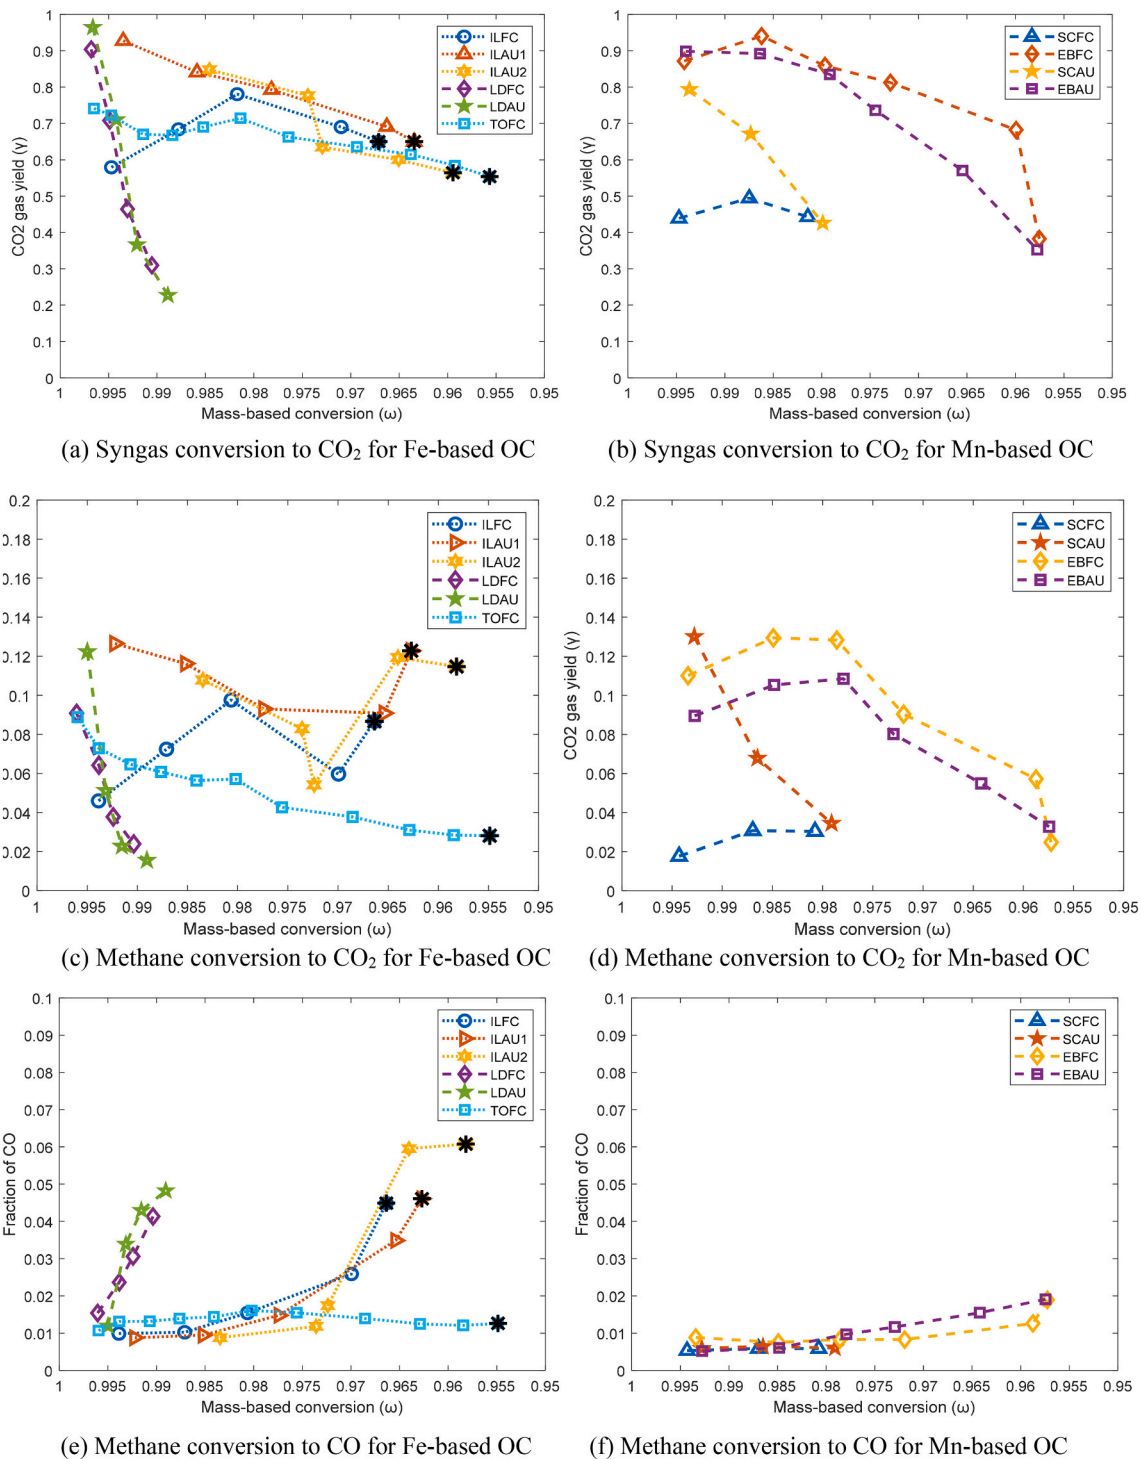 1
0.9
0.8
0.7
0.6
0.5
0.4
0.3
0.2
0.1
0
CO2 gas yield (γ)
1 0.995 0.99 0.985 0.98 0.975 0.97 0.965 0.96 0.955 0.95
Mass-based conversion (ω)
ILFC
ILAU1
ILAU2
LDFC
LDAU
TOFC
(a) Syngas conversion to CO₂ for Fe-based OC
1
0.9
0.8
0.7
0.6
0.5
0.4
0.3
0.2
0.1
0
CO2 gas yield (γ)
1 0.995 0.99 0.985 0.98 0.975 0.97 0.965 0.96 0.955 0.95
Mass-based conversion (ω)
SCFC
EBFC
SCAU
EBAU
(b) Syngas conversion to CO₂ for Mn-based OC
0.2
0.18
0.16
0.14
0.12
0.1
0.08
0.06
0.04
0.02
0
1 0.995 0.99 0.985 0.98 0.975 0.97 0.965 0.96 0.955 0.95
Mass-based conversion (ω)
ILFC
ILAU1
ILAU2
LDFC
LDAU
TOFC
(c) Methane conversion to CO₂ for Fe-based OC
0.2
0.18
0.16
0.14
0.12
0.1
0.08
0.06
0.04
0.02
0
CO2 gas yield (γ)
1 0.995 0.99 0.985 0.98 0.975 0.97 0.965 0.96 0.955 0.95
Mass conversion (ω)
SCFC
SCAU
EBFC
EBAU
(d) Methane conversion to CO₂ for Mn-based OC
0.1
0.09
0.08
0.07
0.06
0.05
0.04
0.03
0.02
0.01
0
Fraction of CO
1 0.995 0.99 0.985 0.98 0.975 0.97 0.965 0.96 0.955 0.95
Mass-based conversion (ω)
ILFC
ILAU1
ILAU2
LDFC
LDAU
TOFC
(e) Methane conversion to CO for Fe-based OC
0.1
0.09
0.08
0.07
0.06
0.05
0.04
0.03
0.02
0.01
0
Fraction of CO
1 0.995 0.99 0.985 0.98 0.975 0.97 0.965 0.96 0.955 0.95
Mass-based conversion (ω)
SCFC
SCAU
EBFC
EBAU
(f) Methane conversion to CO for Mn-based OC